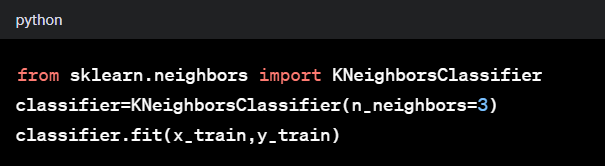 python
from sklearn.neighbors import KNeighborsClassifier
classifier=KNeighborsClassifier(n_neighbors=3)
classifier.fit(x_train,y_train)